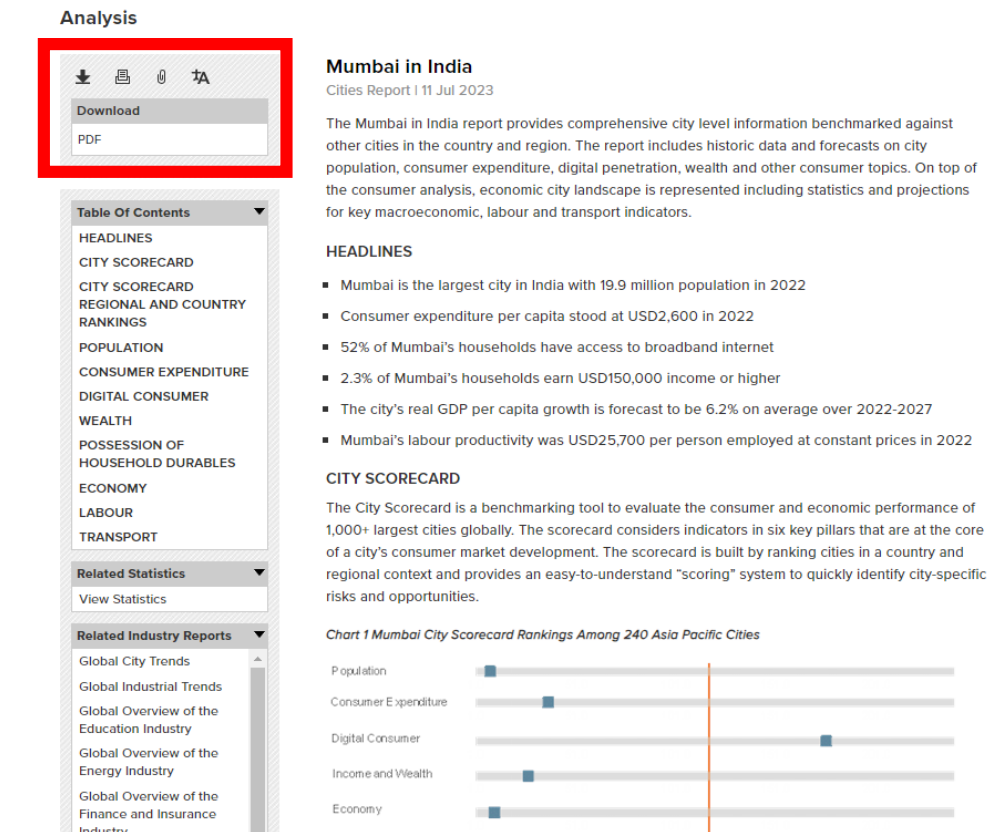 Analysis
Download
PDF
Table Of Contents
HEADLINES
CITY SCORECARD
CITY SCORECARD
REGIONAL AND COUNTRY
RANKINGS
POPULATION
CONSUMER EXPENDITURE
DIGITAL CONSUMER
WEALTH
POSSESSION OF
HOUSEHOLD DURABLES
ECONOMY
LABOUR
TRANSPORT
Related Statistics
View Statistics
Related Industry Reports
Global City Trends
Global Industrial Trends
Global Overview of the
Education Industry
Global Overview of the
Energy Industry
Global Overview of the
Finance and Insurance
Industry
Mumbai in India
Cities Report | 11 Jul 2023
The Mumbai in India report provides comprehensive city level information benchmarked against
other cities in the country and region. The report includes historic data and forecasts on city
population, consumer expenditure, digital penetration, wealth and other consumer topics. On top of
the consumer analysis, economic city landscape is represented including statistics and projections
for key macroeconomic, labour and transport indicators.
HEADLINES
Mumbai is the largest city in India with 19.9 million population in 2022
Consumer expenditure per capita stood at USD2,600 in 2022
52% of Mumbai's households have access to broadband internet
2.3% of Mumbai's households earn USD150,000 income or higher
The city's real GDP per capita growth is forecast to be 6.2% on average over 2022-2027
Mumbai's labour productivity was USD25,700 per person employed at constant prices in 2022
CITY SCORECARD
The City Scorecard is a benchmarking tool to evaluate the consumer and economic performance of
1,000+ largest cities globally. The scorecard considers indicators in six key pillars that are at the core
of a city's consumer market development. The scorecard is built by ranking cities in a country and
regional context and provides an easy-to-understand “scoring” system to quickly identify city-specific
risks and opportunities.
Chart 1 Mumbai City Scorecard Rankings Among 240 Asia Pacific Cities
Population
Consumer Expenditure
Digital Consumer
Income and Wealth
Economy